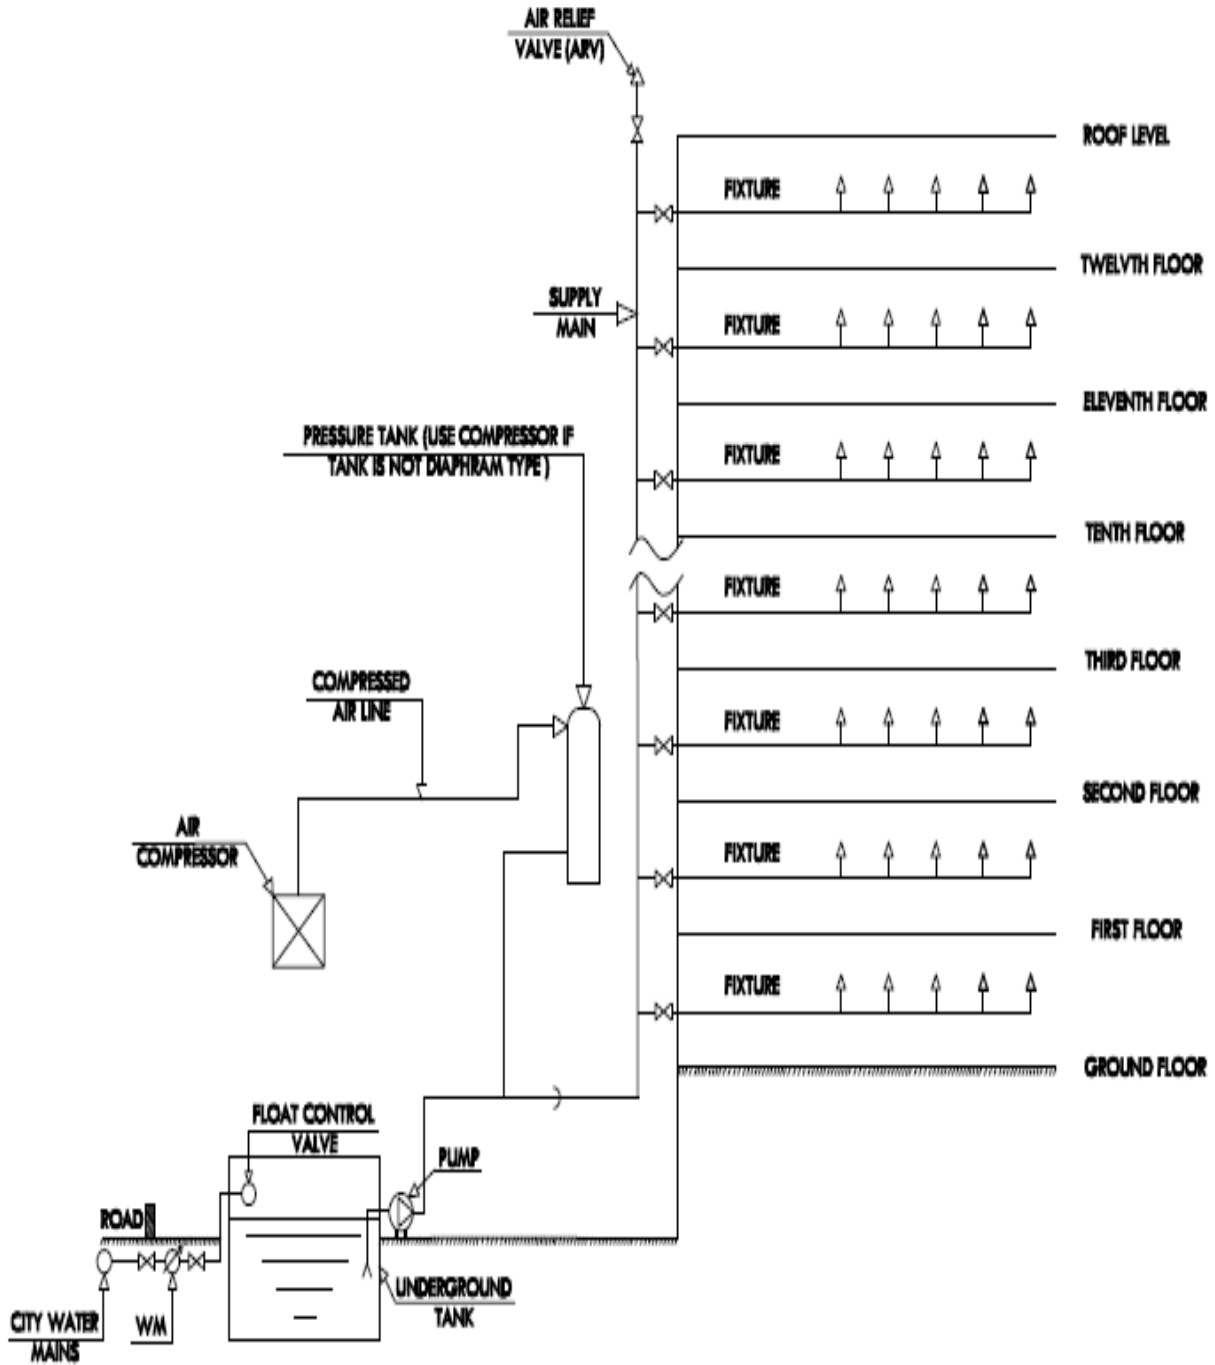 AIR RELIEF
VALVE (ARV)
ROOF LEVEL
FIXTURE
TWELVTH FLOOR
SUPPLY
MAIN
FIXTURE
ELEVENTH FLOOR
PRESSURE TANK (USE COMPRESSOR IF
TANK IS NOT DIAPHRAM TYPE )
FIXTURE
TENTH FLOOR
FIXTURE
THIRD FLOOR
COMPRESSED
AIR LINE
FIXTURE
SECOND FLOOR
AIR
COMPRESSOR
FIXTURE
FIRST FLOOR
FIXTURE
GROUND FLOOR
FLOAT CONTROL
VALVE
PUMP
ROAD
UNDERGROUND
TANK
CITY WATER
MAINS
WM